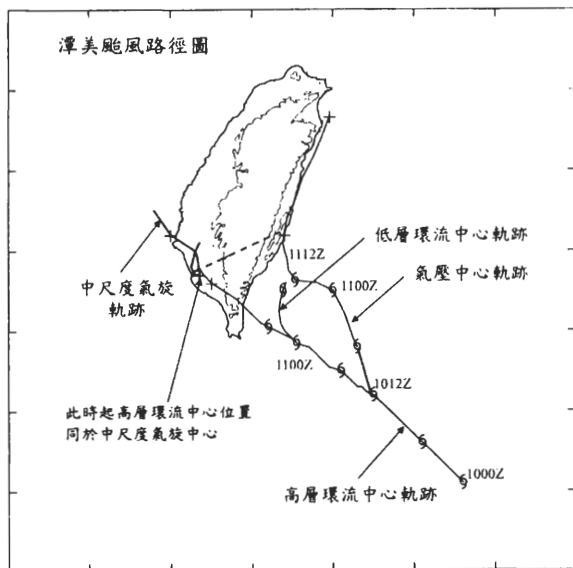 潭美颱風路徑圖
低層環流中心軌跡
1112Z
氣壓中心軌跡
1100Z
中尺度氣旋
軌跡
1100Z
1012Z
此時起高層環流中心位置
同於中尺度氣旋中心
1000Z
高層環流中心軌跡